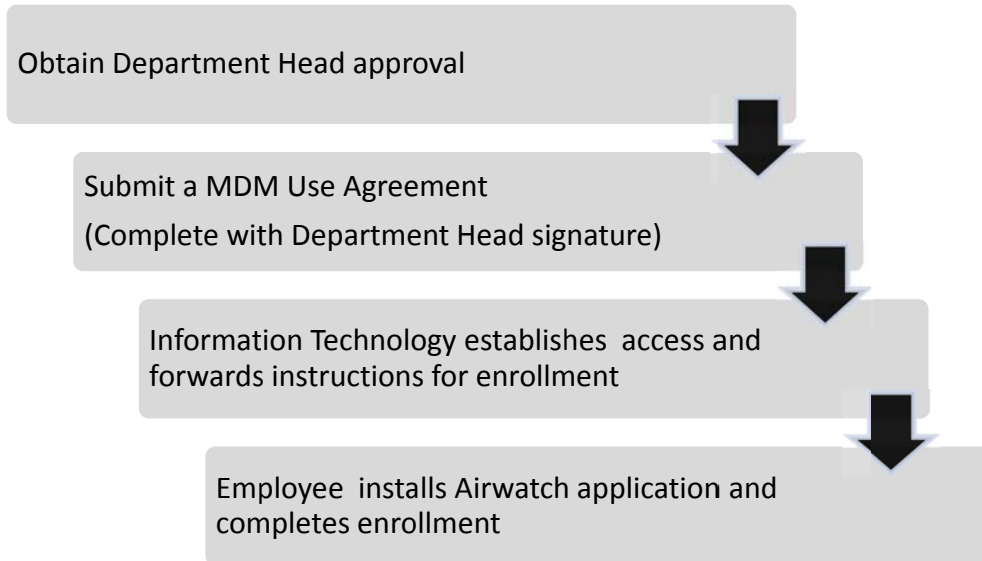 Obtain Department Head approval
Submit a MDM Use Agreement
(Complete with Department Head signature)
Information Technology establishes  access and
forwards instructions for enrollment
Employee  installs Airwatch application and
completes enrollment